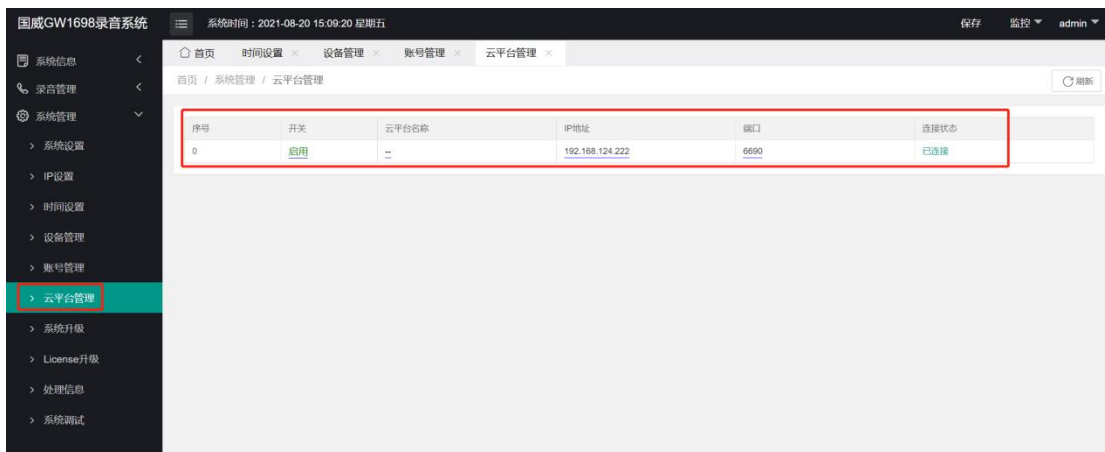 国威GW1698录音系统
系统时间：2021-08-20 15:09:20 星期五
保存 监控 admin
首页 时间设置 × 设备管理 × 账号管理 × 云平台管理 ×
首页 / 系统管理 / 云平台管理
刷新
系统信息
录音管理
系统管理
> 系统设置
> IP设置
> 时间设置
> 设备管理
> 账号管理
> 云平台管理
> 系统升级
> License升级
> 处理信息
> 系统调试
序号 开关 云平台名称 IP地址 端口 连接状态
0 启用 -- 192.168.124.222 6690 已连接